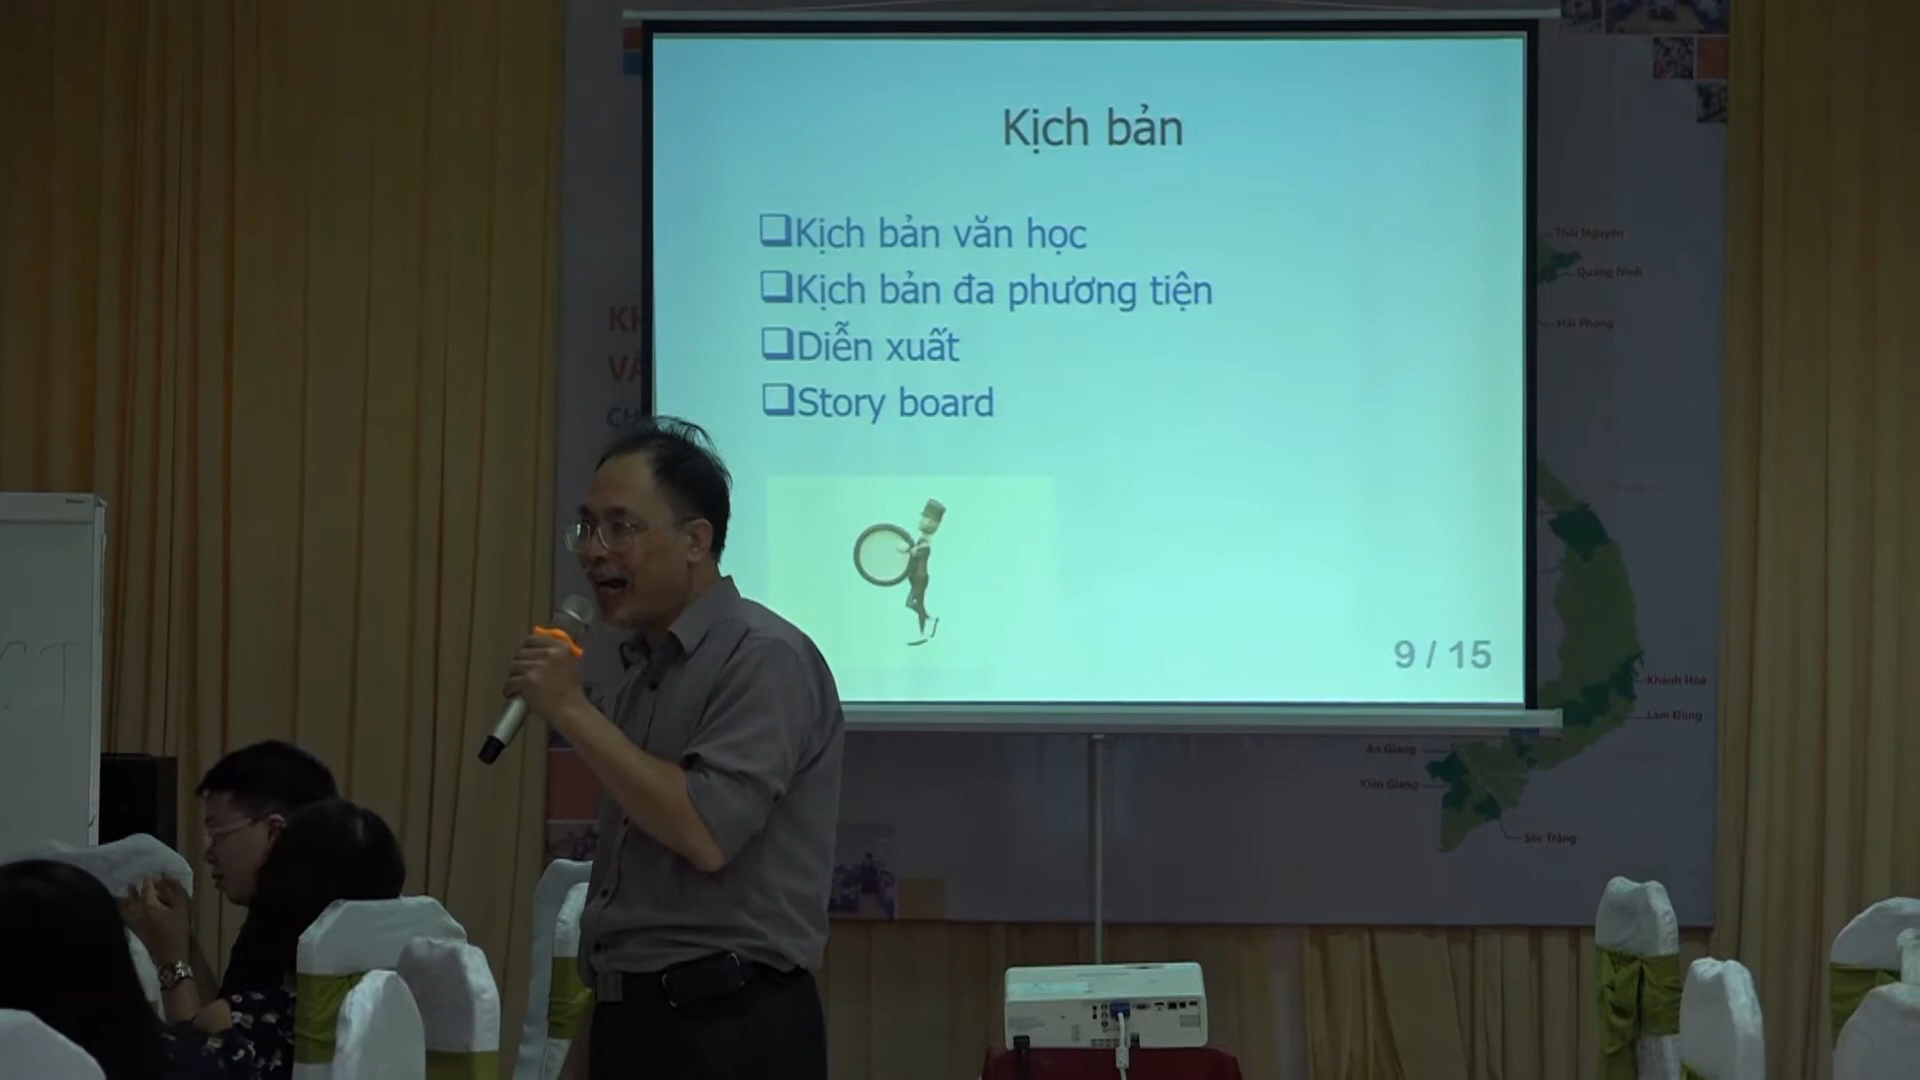 Kịch bản
Kịch bản văn học
Kịch bản đa phương tiện
Diễn xuất
Story board
9 / 15
Thái Nguyên
Quảng Ninh
Hải Phòng
Khánh Hòa
Lâm Đồng
An Giang
Kiên Giang
Sóc Trăng